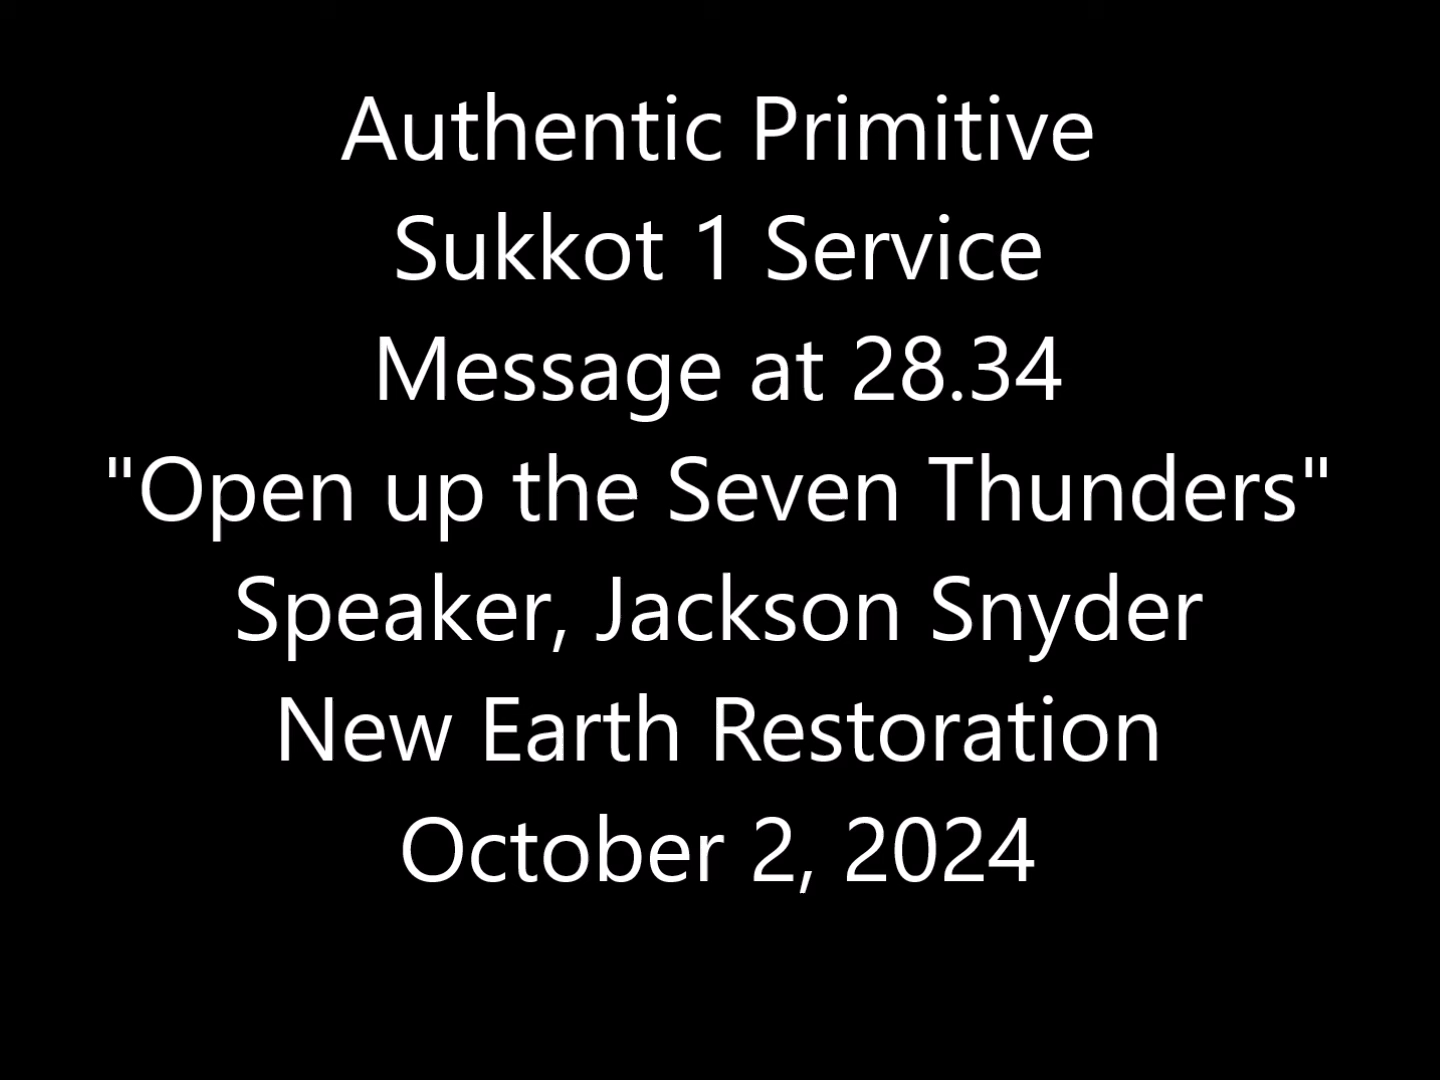 Authentic Primitive
Sukkot 1 Service
Message at 28.34
"Open up the Seven Thunders"
Speaker, Jackson Snyder
New Earth Restoration
October 2, 2024